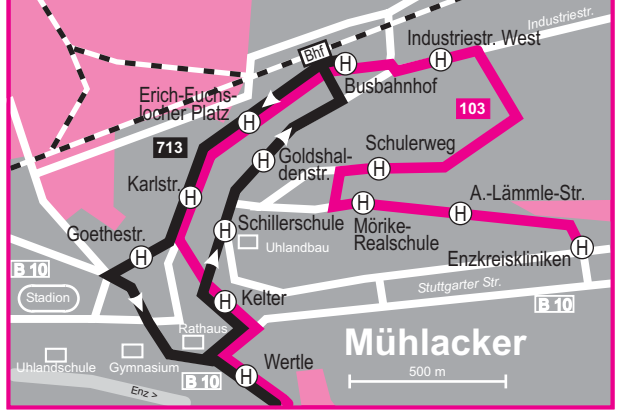 Industriestr.
Industriestr. West
Bhf
H
H
Busbahnhof
Erich-Fuchs-
locher Platz
H
103
713
H
Goldshal-
denstr.
Schulerweg
H
Karlstr.
H
A.-Lämmle-Str.
H
H
Mörike-
Realschule
Schillerschule
H
Uhlandbau
Goethestr.
H
Enzkreiskliniken
H
B 10
Stadion
Stuttgarter Str.
B 10
H
Kelter
Rathaus
Mühlacker
Uhlandschule
Gymnasium
Wertle
H
B 10
500 m
Enz >